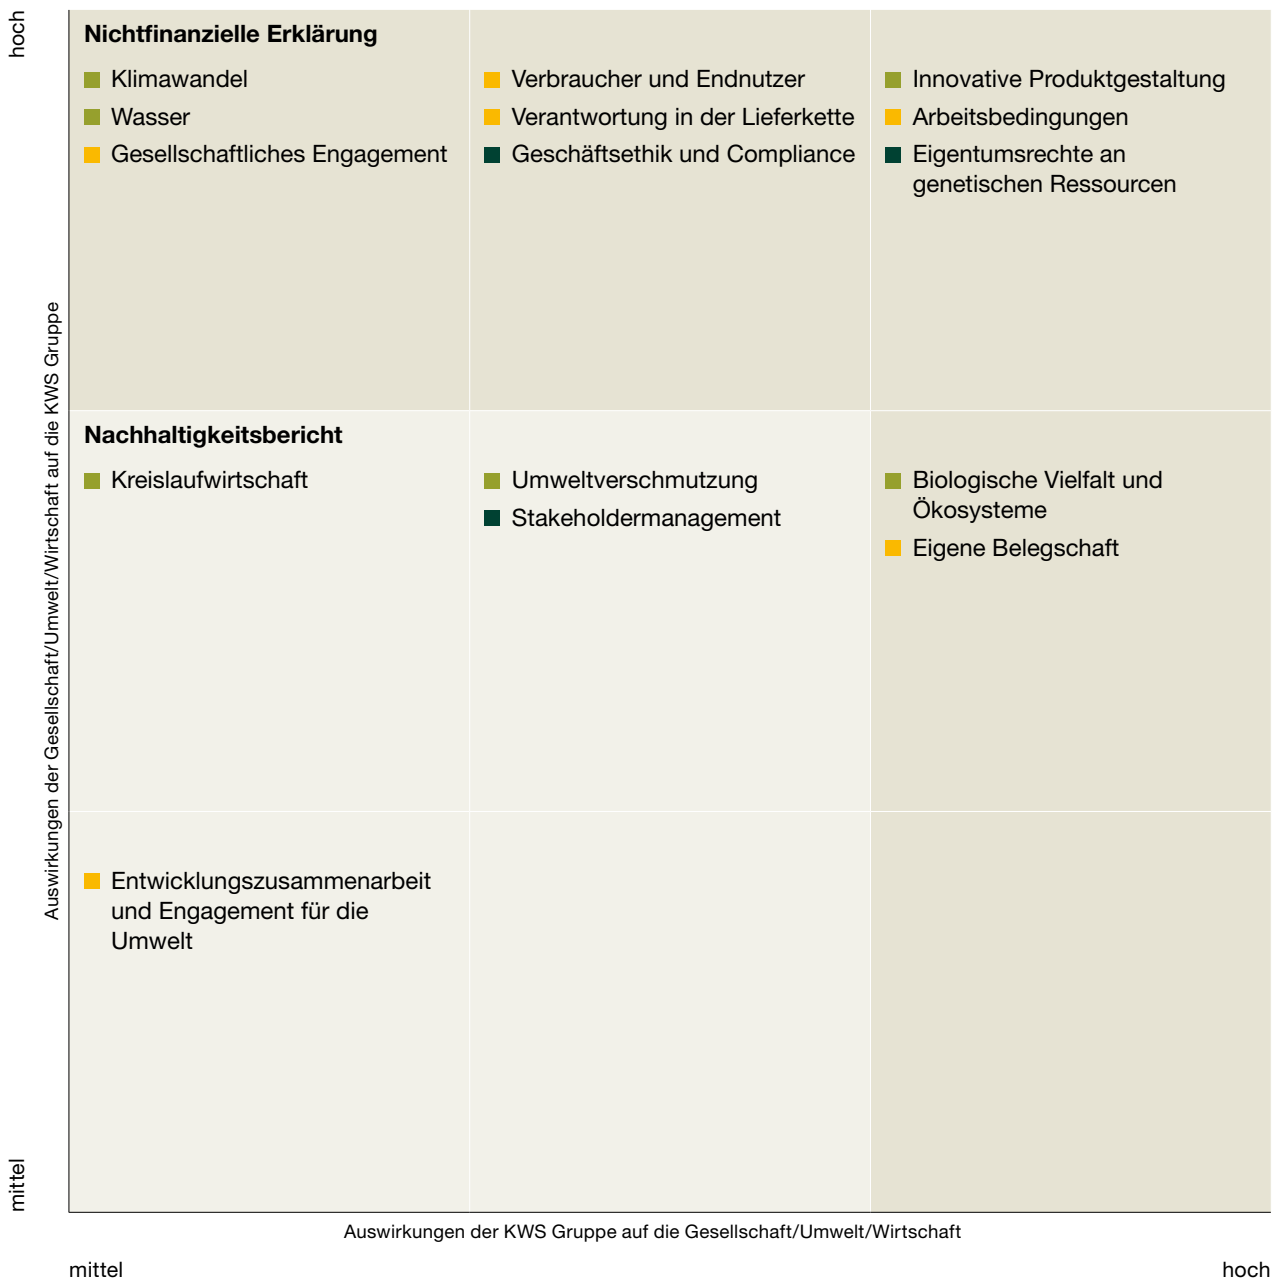 hoch
Nichtfinanzielle Erklärung
Klimawandel
Wasser
Gesellschaftliches Engagement
Verbraucher und Endnutzer
Verantwortung in der Lieferkette
Geschäftsethik und Compliance
Innovative Produktgestaltung
Arbeitsbedingungen
Eigentumsrechte an
genetischen Ressourcen
Auswirkungen der Gesellschaft/Umwelt/Wirtschaft auf die KWS Gruppe
Nachhaltigkeitsbericht
Kreislaufwirtschaft
Umweltverschmutzung
Stakeholdermanagement
Biologische Vielfalt und
Ökosysteme
Eigene Belegschaft
Entwicklungszusammenarbeit
und Engagement für die
Umwelt
mittel
Auswirkungen der KWS Gruppe auf die Gesellschaft/Umwelt/Wirtschaft
mittel
hoch